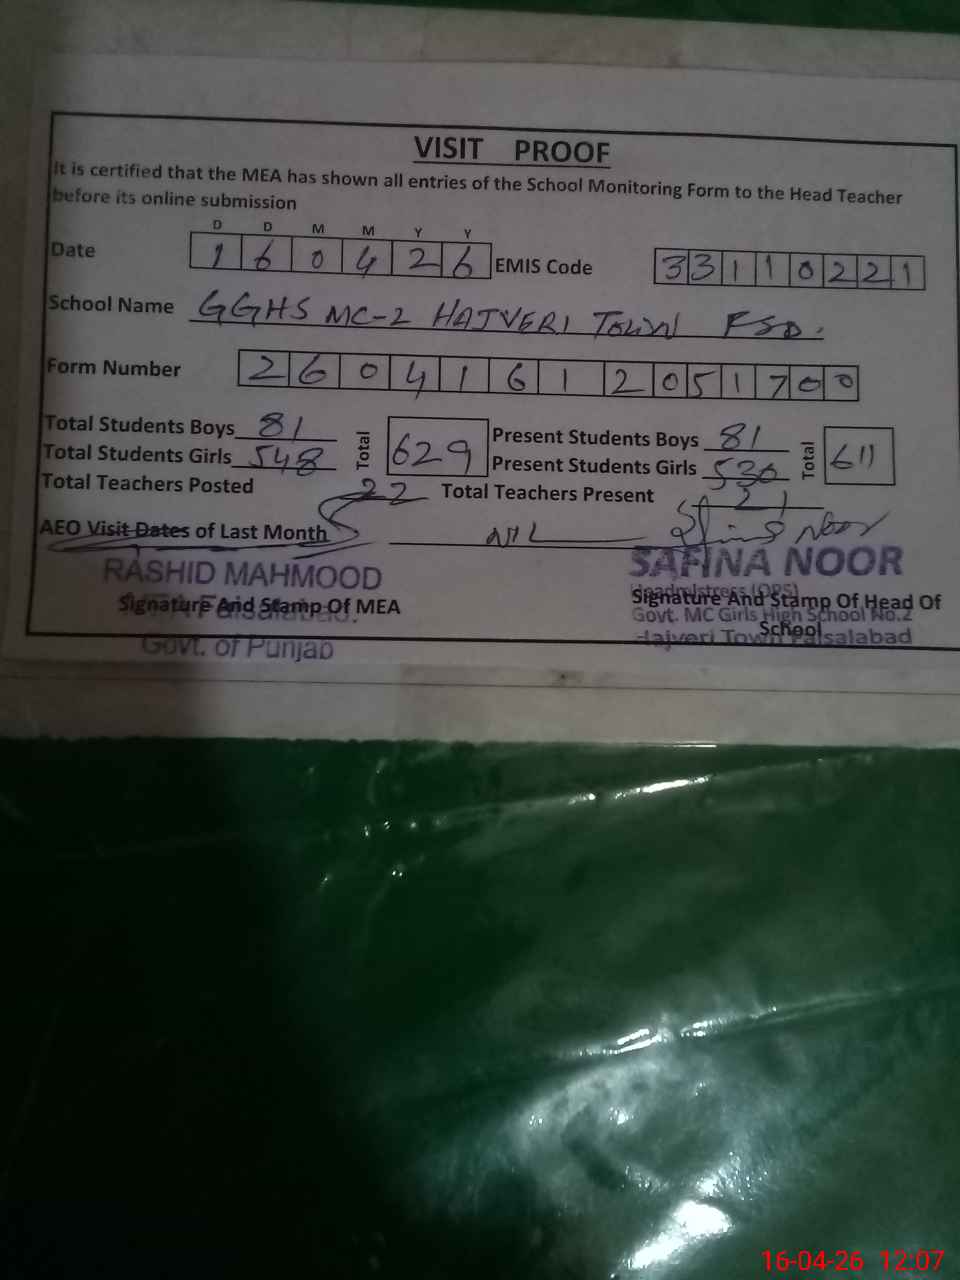 VISIT PROOF
It is certified that the MEA has shown all entries of the School Monitoring Form to the Head Teacher
before its online submission
D D M M Y Y
Date 1 6 0 4 2 6 EMIS Code 3 3 1 1 0 2 2 1
School Name GGHS MC-2 HAJVERI TOWN FSD.
Form Number 2 6 0 4 1 6 1 2 0 5 1 7 0 0
Total Students Boys 81 Total 629 Present Students Boys 81 Total 611
Total Students Girls 548 Present Students Girls 530
Total Teachers Posted 22 Total Teachers Present 21
AEO Visit Dates of Last Month NIL
RASHID MAHMOOD SAFINA NOOR
Headmistress (OPS)
Signature And Stamp Of MEA Signature And Stamp Of Head Of
Faisalabad. Govt. MC Girls High School No.2
School
Govt. of Punjab Hajveri Town Faisalabad
16-04-26 12:07